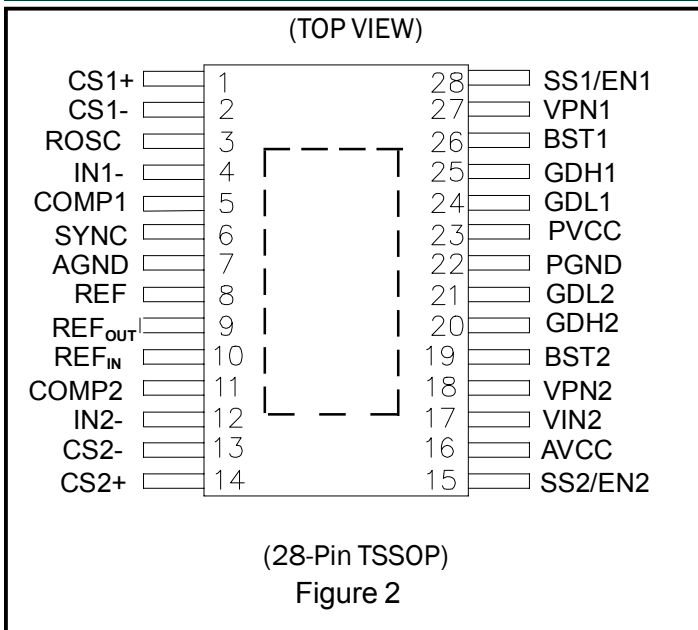 (TOP VIEW)
CS1+ 1 28 SS1/EN1
CS1- 2 27 VPN1
ROSC 3 26 BST1
IN1- 4 25 GDH1
COMP1 5 24 GDL1
SYNC 6 23 PVCC
AGND 7 22 PGND
REF 8 21 GDL2
REFOUT 9 20 GDH2
REFIN 10 19 BST2
COMP2 11 18 VPN2
IN2- 12 17 VIN2
CS2- 13 16 AVCC
CS2+ 14 15 SS2/EN2
(28-Pin TSSOP)
Figure 2